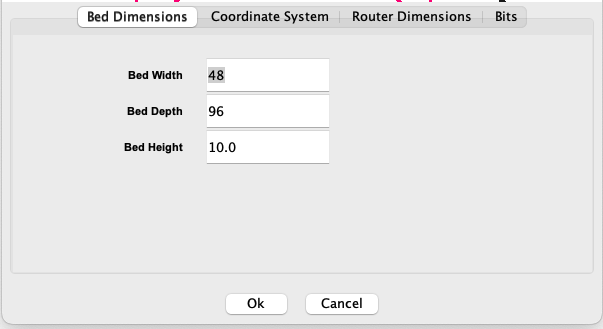 Bed Dimensions Coordinate System Router Dimensions Bits
Bed Width 48
Bed Depth 96
Bed Height 10.0
Ok Cancel